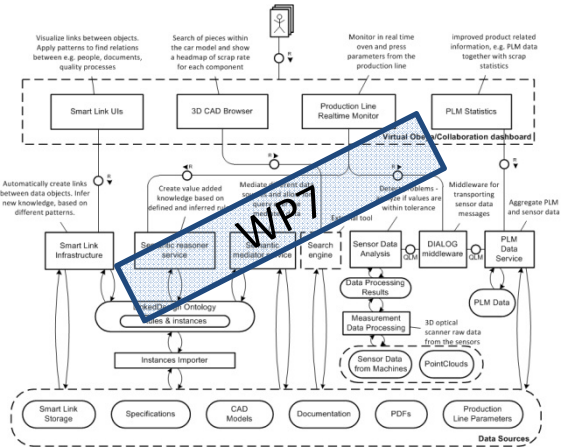 Visualize links between objects.
Apply patterns to find relations
between e.g. people, documents,
quality processes
Search of pieces within
the car model and show
a headmap of scrap rate
for each component
Monitor in real time
oven and press
parameters from the
production line
improved product related
information, e.g. PLM data
together with scrap
statistics
R
Smart Link UIs
3D CAD Browser
Production Line
Realtime Monitor
PLM Statistics
Virtual Obeya/Collaboration dashboard
R
R
R
R
R
Automatically create links
between data objects. Infer
new knowledge, based on
different patterns.
Create value added
knowledge based on
defined and inferred rules
Mediate different data
Detect problems -
if values are
within tolerance
Middleware for
transporting
sensor data
messages
Aggregate PLM
and sensor data
WP7
External tool
Smart Link
Infrastructure
Semantic reasoner
service
Semantic
mediator service
Search
engine
Sensor Data
Analysis
QLM
DIALOG
middleware
QLM
PLM
Data
Service
LinkedDesign Ontology
Rules & instances
Data Processing
Results
PLM Data
Measurement
Data Processing
3D optical
scanner raw data
from the sensors
Instances Importer
Sensor Data
from Machines
PointClouds
Smart Link
Storage
Specifications
CAD
Models
Documentation
PDFs
Production
Line Parameters
Data Sources